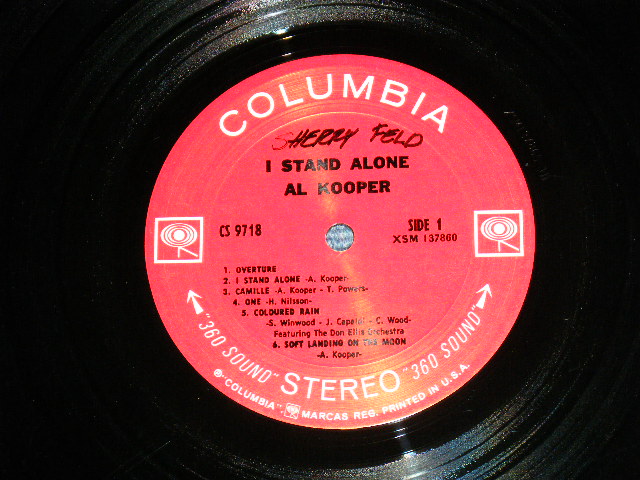 COLUMBIA
SHERRY FELD
I STAND ALONE
AL KOOPER
CS 9718
SIDE 1
XSM 137860
1. OVERTURE
2. I STAND ALONE -A. Kooper-
3. CAMILLE -A. Kooper - T. Powers-
4. ONE -H. Nilsson-
5. COLOURED RAIN
-S. Winwood - J. Capaldi - C. Wood-
Featuring The Don Ellis Orchestra
6. SOFT LANDING ON THE MOON
-A. Kooper-
"360 SOUND" STEREO "360 SOUND"
℗ "COLUMBIA", MARCAS REG. PRINTED IN U.S.A.